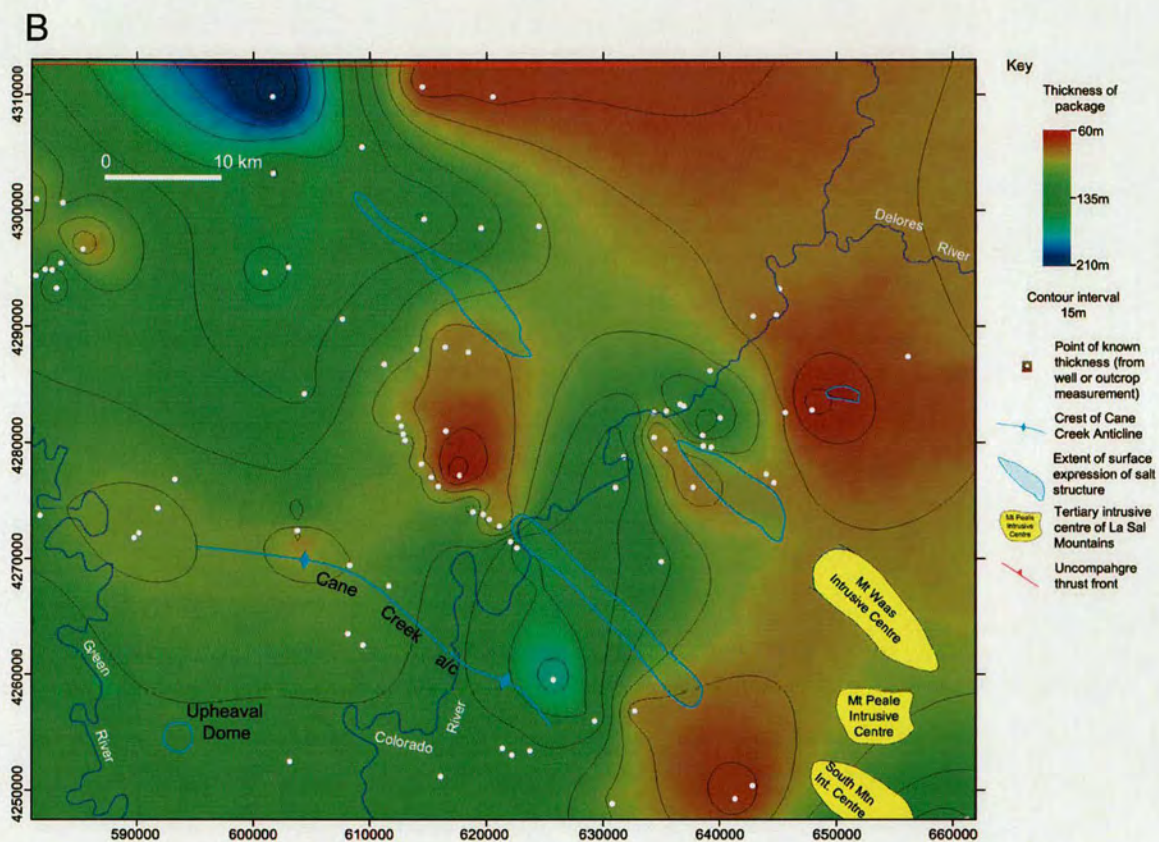 B
4310000
4300000
4290000
4280000
4270000
4260000
4250000
590000
600000
610000
620000
630000
640000
650000
660000
0 10 km
Delores
River
Cane
Creek
a/c
Green
River
Upheaval
Dome
Colorado
River
Mt Waas
Intrusive Centre
Mt Peale
Intrusive
Centre
South Mtn
Int. Centre
Key
Thickness of
package
60m
135m
210m
Contour interval
15m
Point of known
thickness (from
well or outcrop
measurement)
Crest of Cane
Creek Anticline
Extent of surface
expression of salt
structure
Mt Peale
Intrusive
Centre
Tertiary intrusive
centre of La Sal
Mountains
Uncompahgre
thrust front